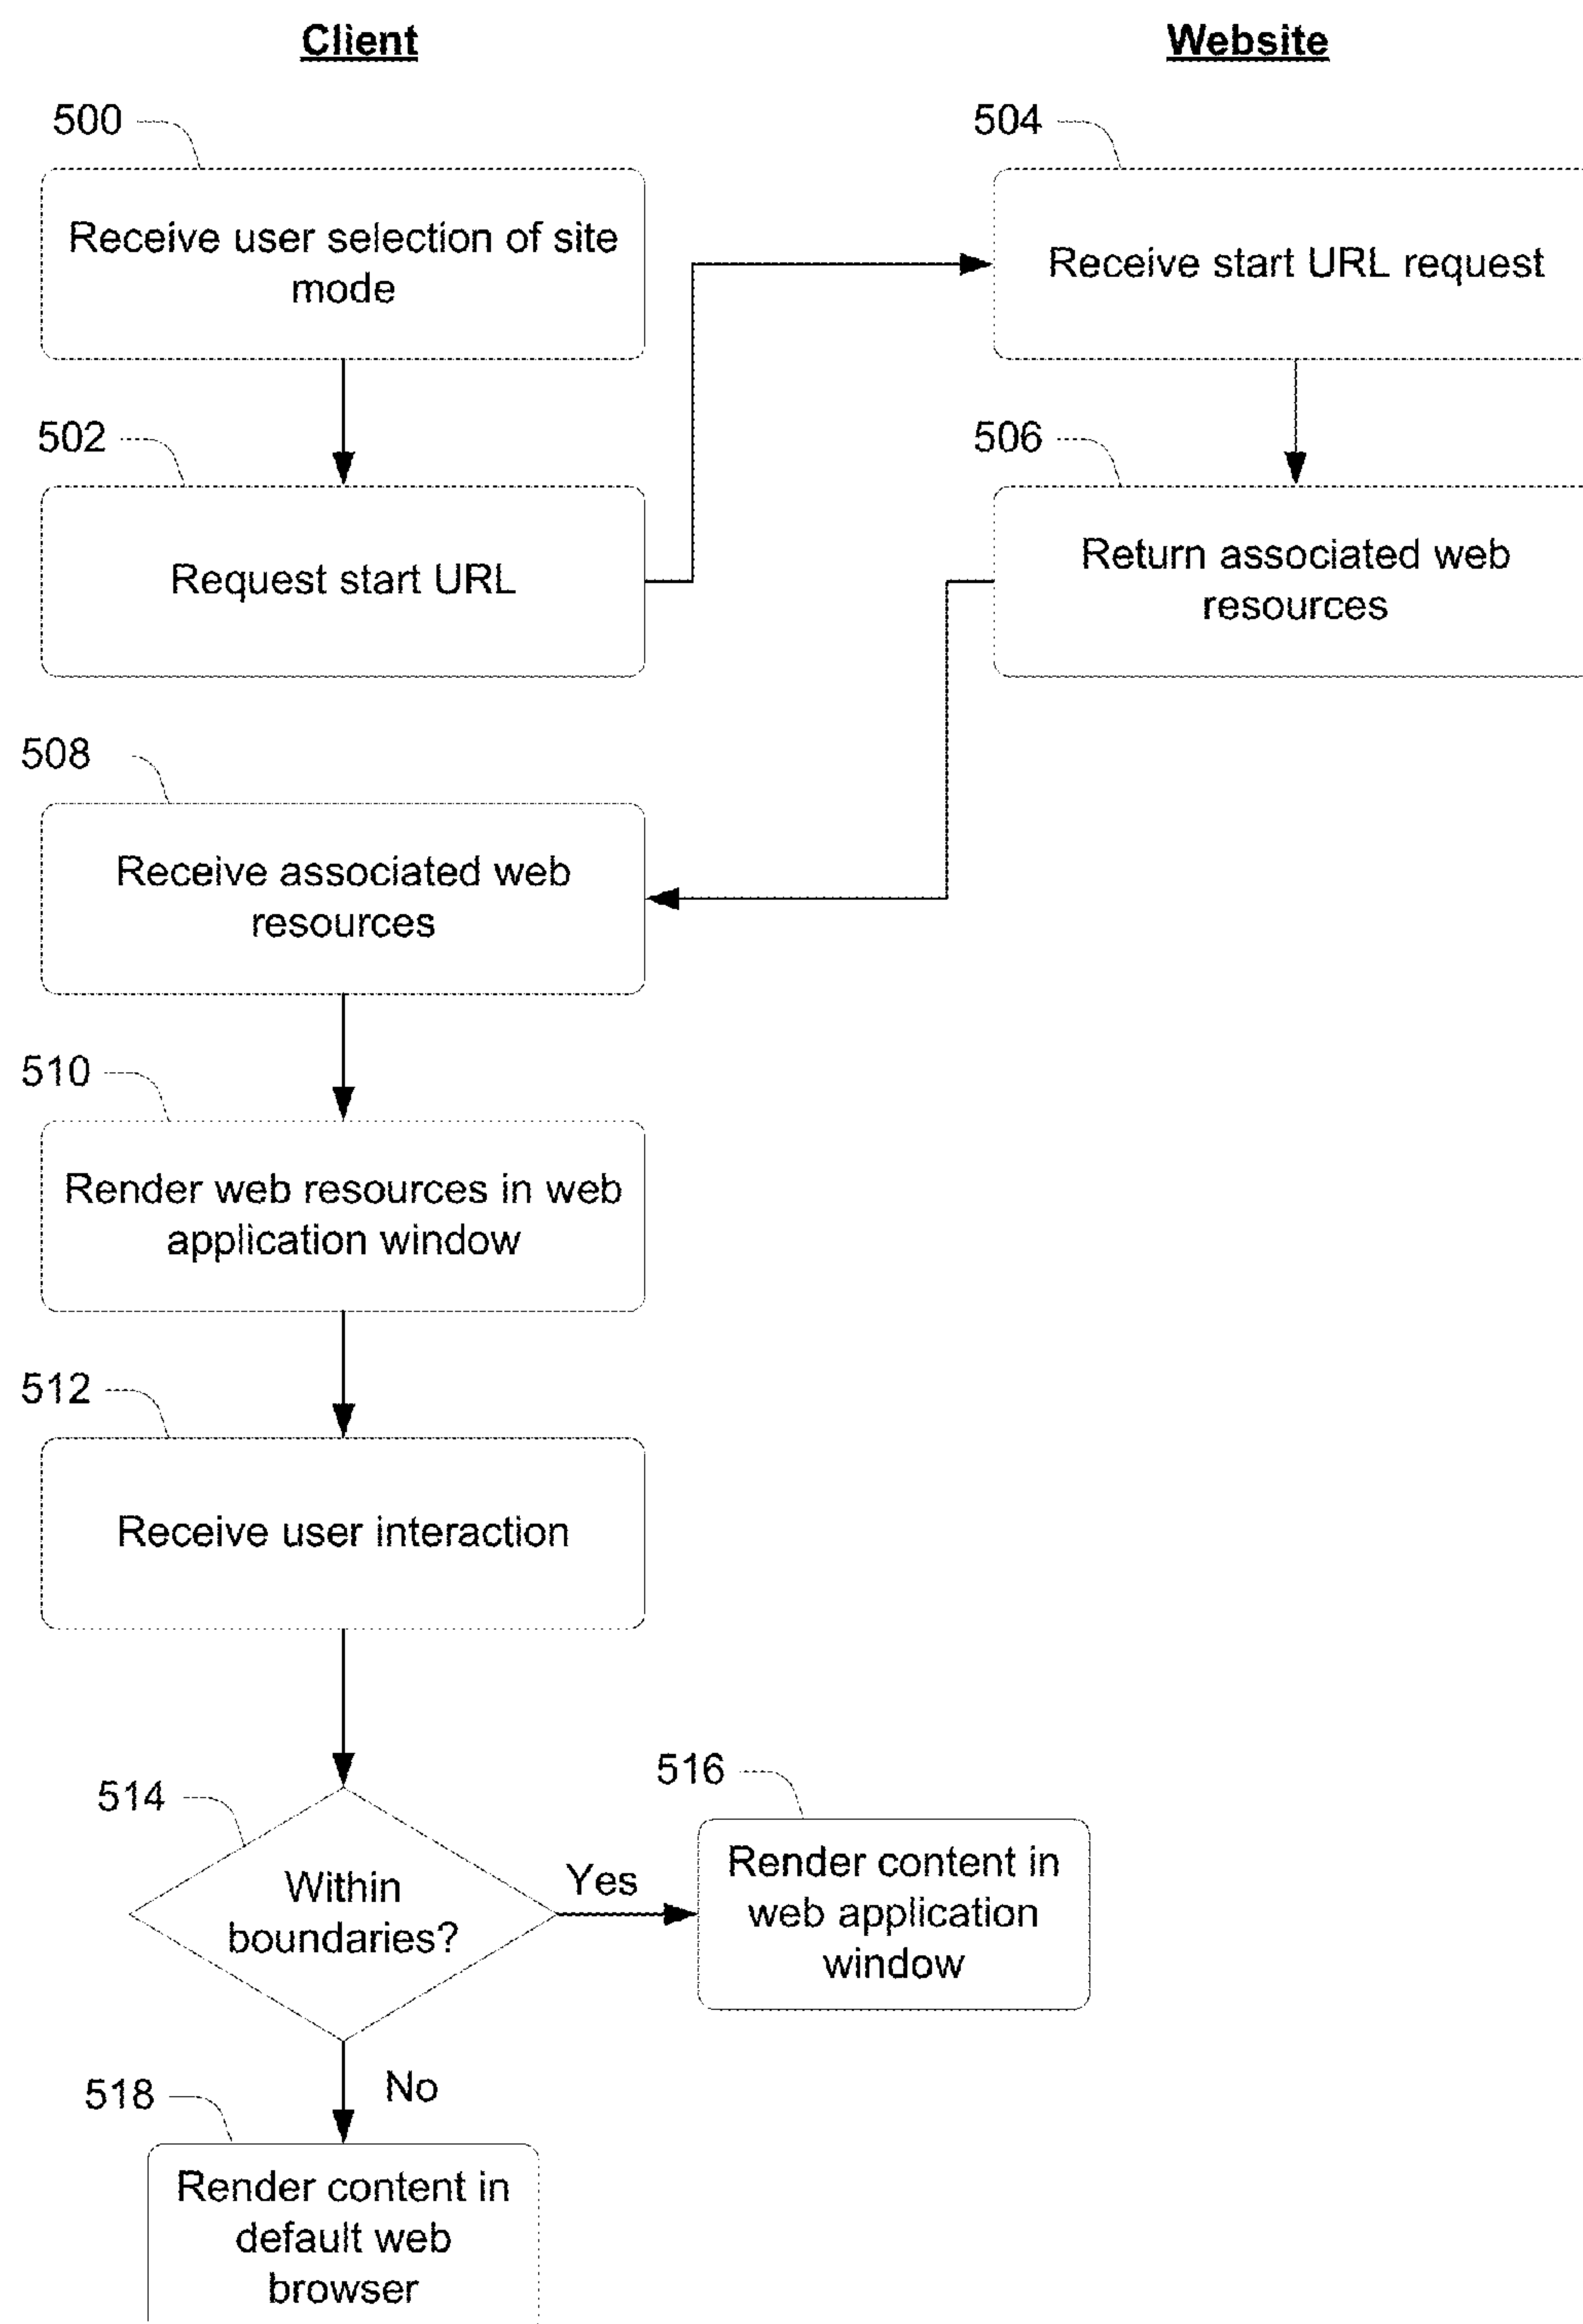 Client
Website
500
504
Receive user selection of site
mode
Receive start URL request
502
506
Request start URL
Return associated web
resources
508
Receive associated web
resources
510
Render web resources in web
application window
512
Receive user interaction
514
516
Within
boundaries?
Yes
Render content in
web application
window
518
No
Render content in
default web
browser